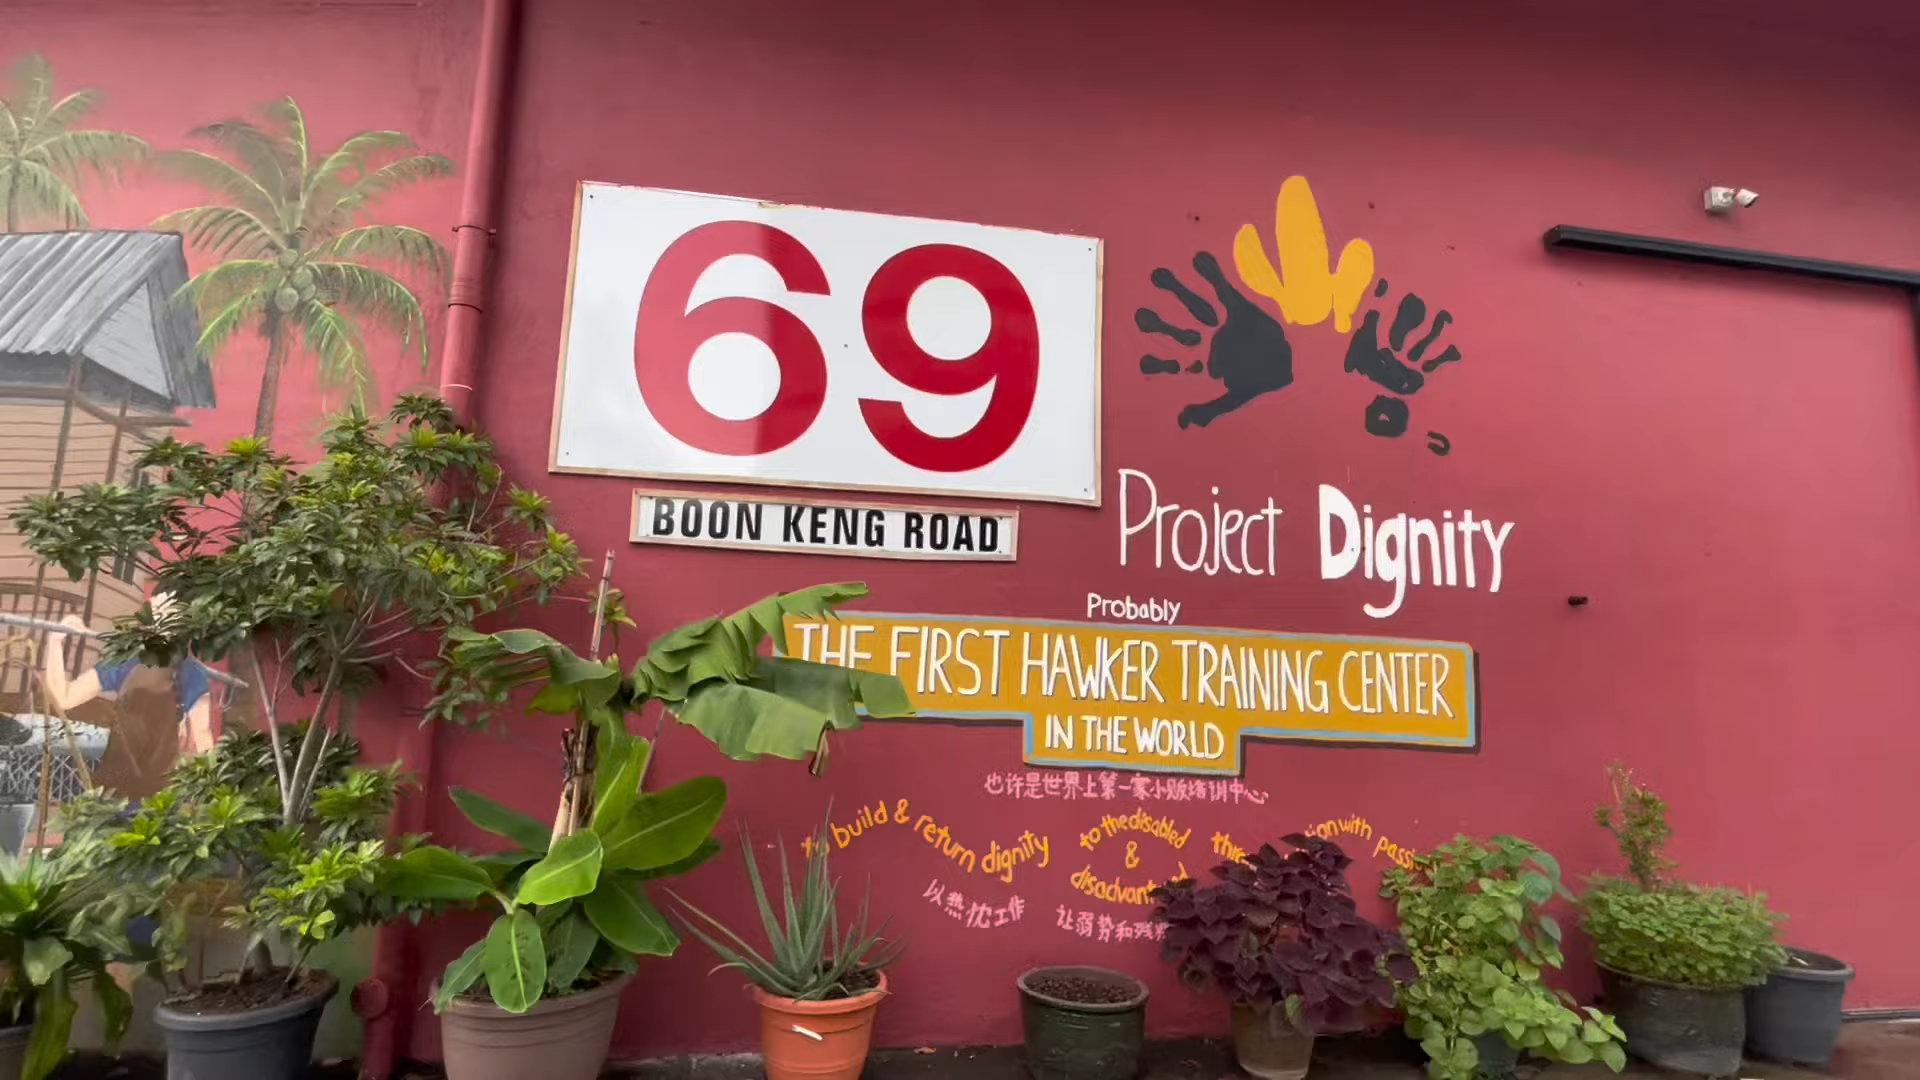 69
BOON KENG ROAD
Project Dignity
Probably
THE FIRST HAWKER TRAINING CENTER
IN THE WORLD
也许是世界上第一家小贩培训中心
build & return dignity
to the disabled
&
with
以热忱工作
让弱势和残